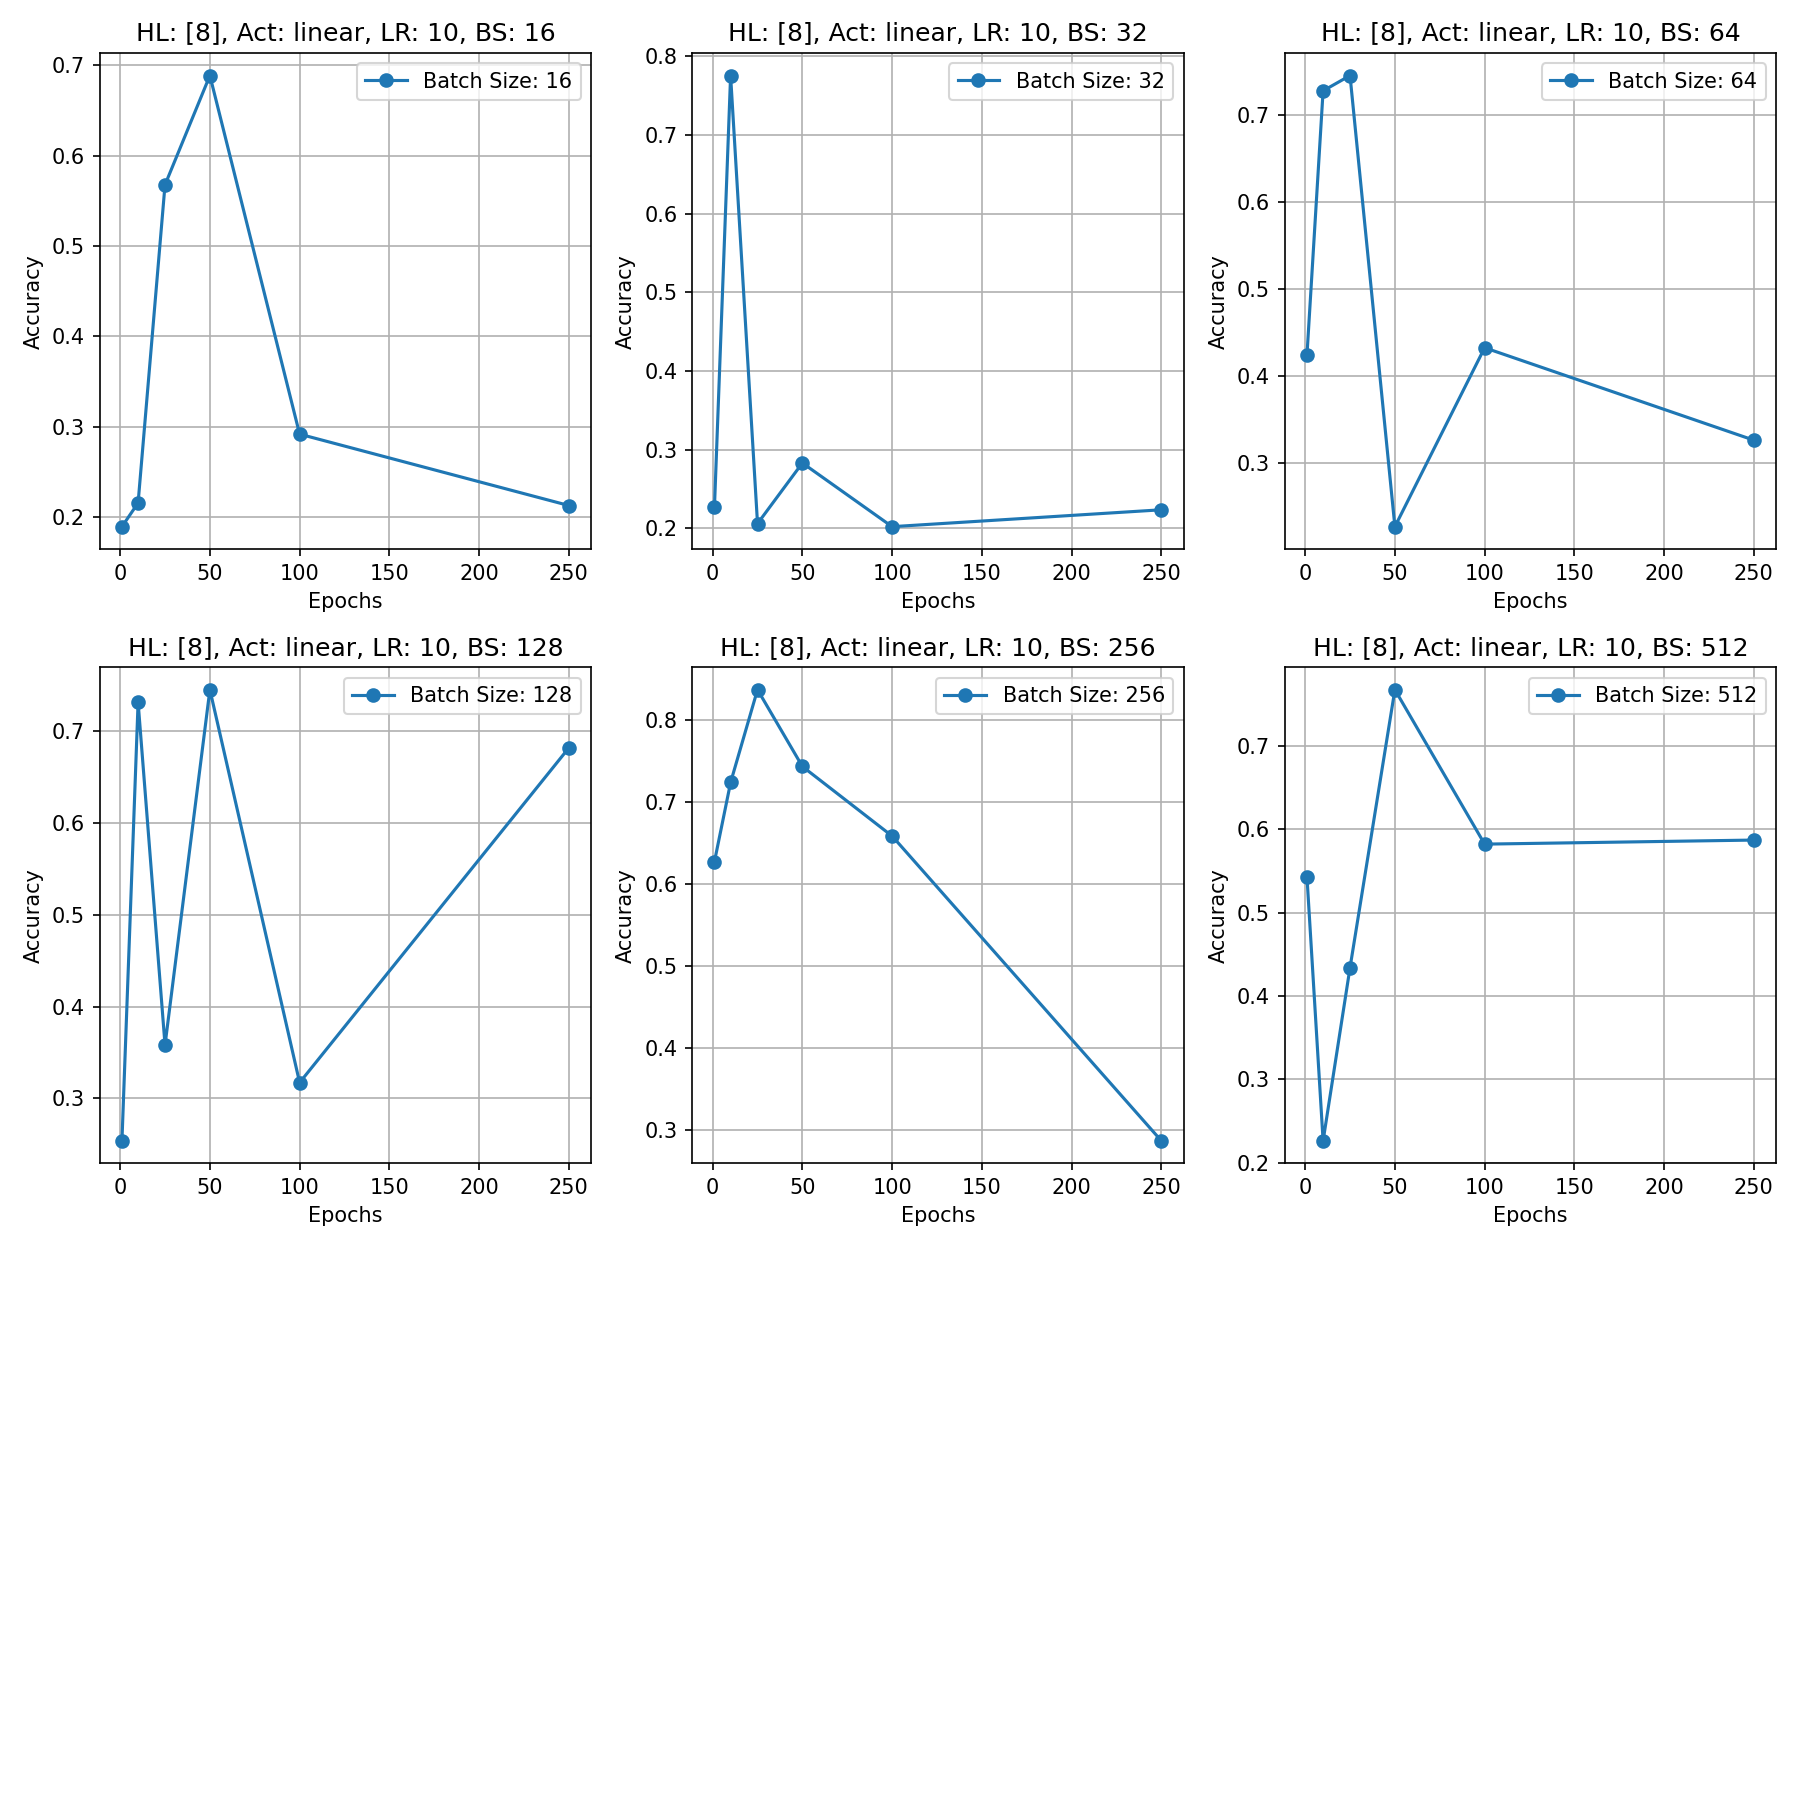 HL: [8], Act: linear, LR: 10, BS: 16
Batch Size: 16
0.7
0.6
0.5
0.4
0.3
0.2
Accuracy
0 50 100 150 200 250
Epochs
HL: [8], Act: linear, LR: 10, BS: 32
Batch Size: 32
0.8
0.7
0.6
0.5
0.4
0.3
0.2
Accuracy
0 50 100 150 200 250
Epochs
HL: [8], Act: linear, LR: 10, BS: 64
Batch Size: 64
0.7
0.6
0.5
0.4
0.3
Accuracy
0 50 100 150 200 250
Epochs
HL: [8], Act: linear, LR: 10, BS: 128
Batch Size: 128
0.7
0.6
0.5
0.4
0.3
Accuracy
0 50 100 150 200 250
Epochs
HL: [8], Act: linear, LR: 10, BS: 256
Batch Size: 256
0.8
0.7
0.6
0.5
0.4
0.3
Accuracy
0 50 100 150 200 250
Epochs
HL: [8], Act: linear, LR: 10, BS: 512
Batch Size: 512
0.7
0.6
0.5
0.4
0.3
0.2
Accuracy
0 50 100 150 200 250
Epochs